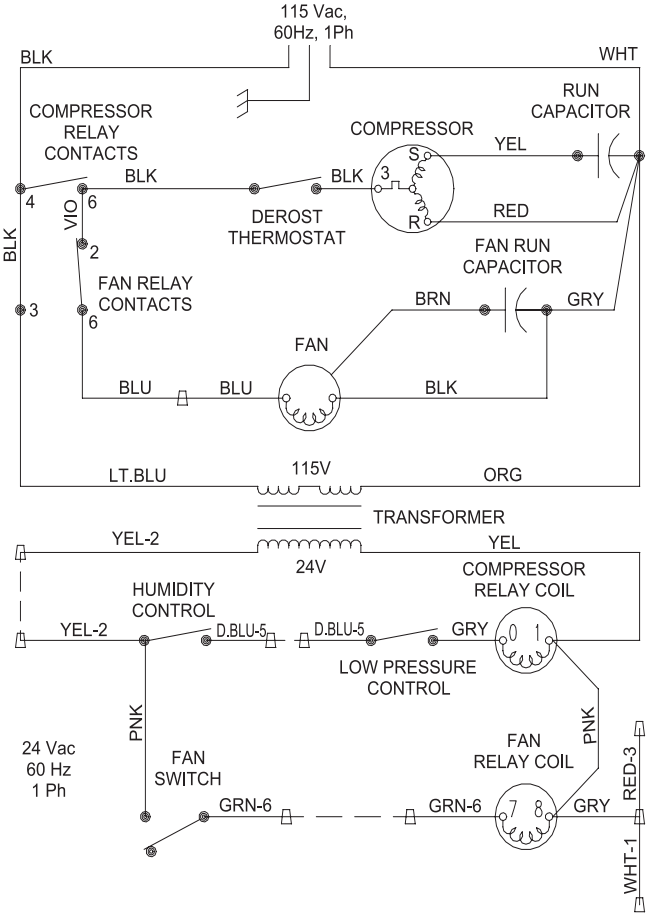 115 Vac,
60Hz, 1Ph
BLK
WHT
COMPRESSOR
RELAY
CONTACTS
COMPRESSOR
RUN
CAPACITOR
S
YEL
BLK
BLK
3
4
6
DEROST
THERMOSTAT
R
RED
BLK
VIO
2
FAN RELAY
CONTACTS
FAN RUN
CAPACITOR
3
6
BRN
GRY
FAN
BLU
BLU
BLK
LT.BLU
115V
ORG
TRANSFORMER
YEL-2
24V
YEL
HUMIDITY
CONTROL
COMPRESSOR
RELAY COIL
YEL-2
D.BLU-5
D.BLU-5
GRY
0 1
LOW PRESSURE
CONTROL
PNK
PNK
24 Vac
60 Hz
1 Ph
FAN
SWITCH
FAN
RELAY COIL
RED-3
GRN-6
GRN-6
7 8
GRY
WHT-1